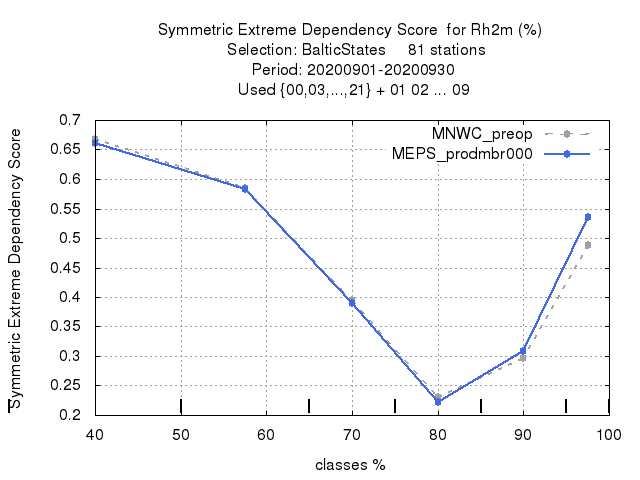 Symmetric Extreme Dependency Score  for Rh2m (%)
Selection: BalticStates     81 stations
Period: 20200901-20200930
Used {00,03,...,21} + 01 02 ... 09
MNWC_preop
MEPS_prodmbr000
Symmetric Extreme Dependency Score
0.7
0.65
0.6
0.55
0.5
0.45
0.4
0.35
0.3
0.25
0.2
40 50 60 70 80 90 100
classes %